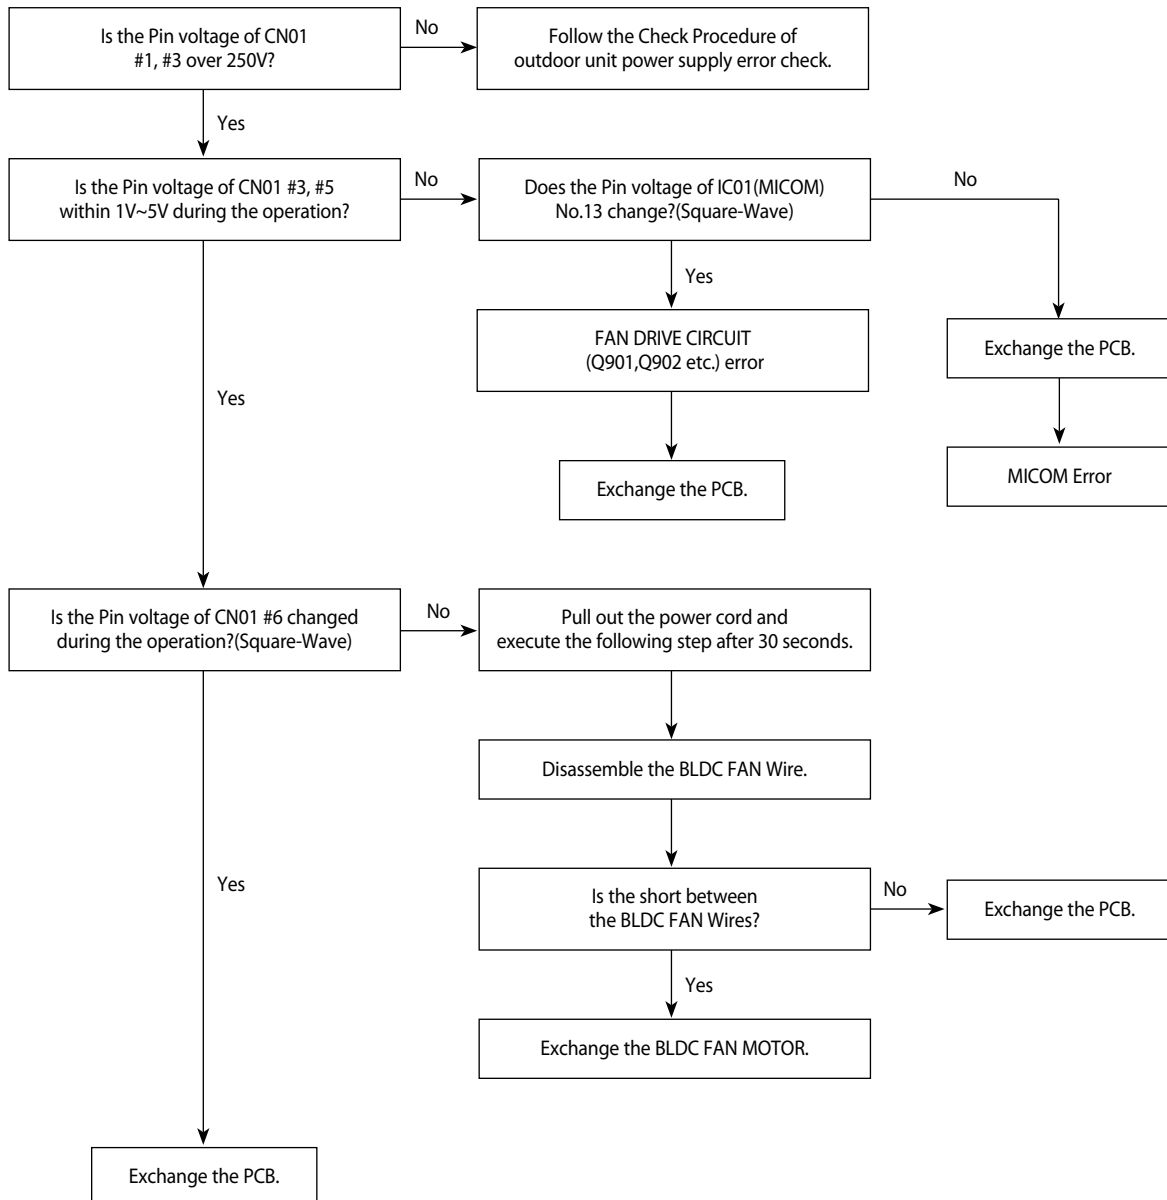 Is the Pin voltage of CN01
#1, #3 over 250V?
No
Follow the Check Procedure of
outdoor unit power supply error check.
Yes
Is the Pin voltage of CN01 #3, #5
within 1V~5V during the operation?
No
Does the Pin voltage of IC01(MICOM)
No.13 change?(Square-Wave)
No
Yes
FAN DRIVE CIRCUIT
(Q901,Q902 etc.) error
Exchange the PCB.
Yes
Exchange the PCB.
MICOM Error
Is the Pin voltage of CN01 #6 changed
during the operation?(Square-Wave)
No
Pull out the power cord and
execute the following step after 30 seconds.
Disassemble the BLDC FAN Wire.
Yes
Is the short between
the BLDC FAN Wires?
No
Exchange the PCB.
Yes
Exchange the BLDC FAN MOTOR.
Exchange the PCB.